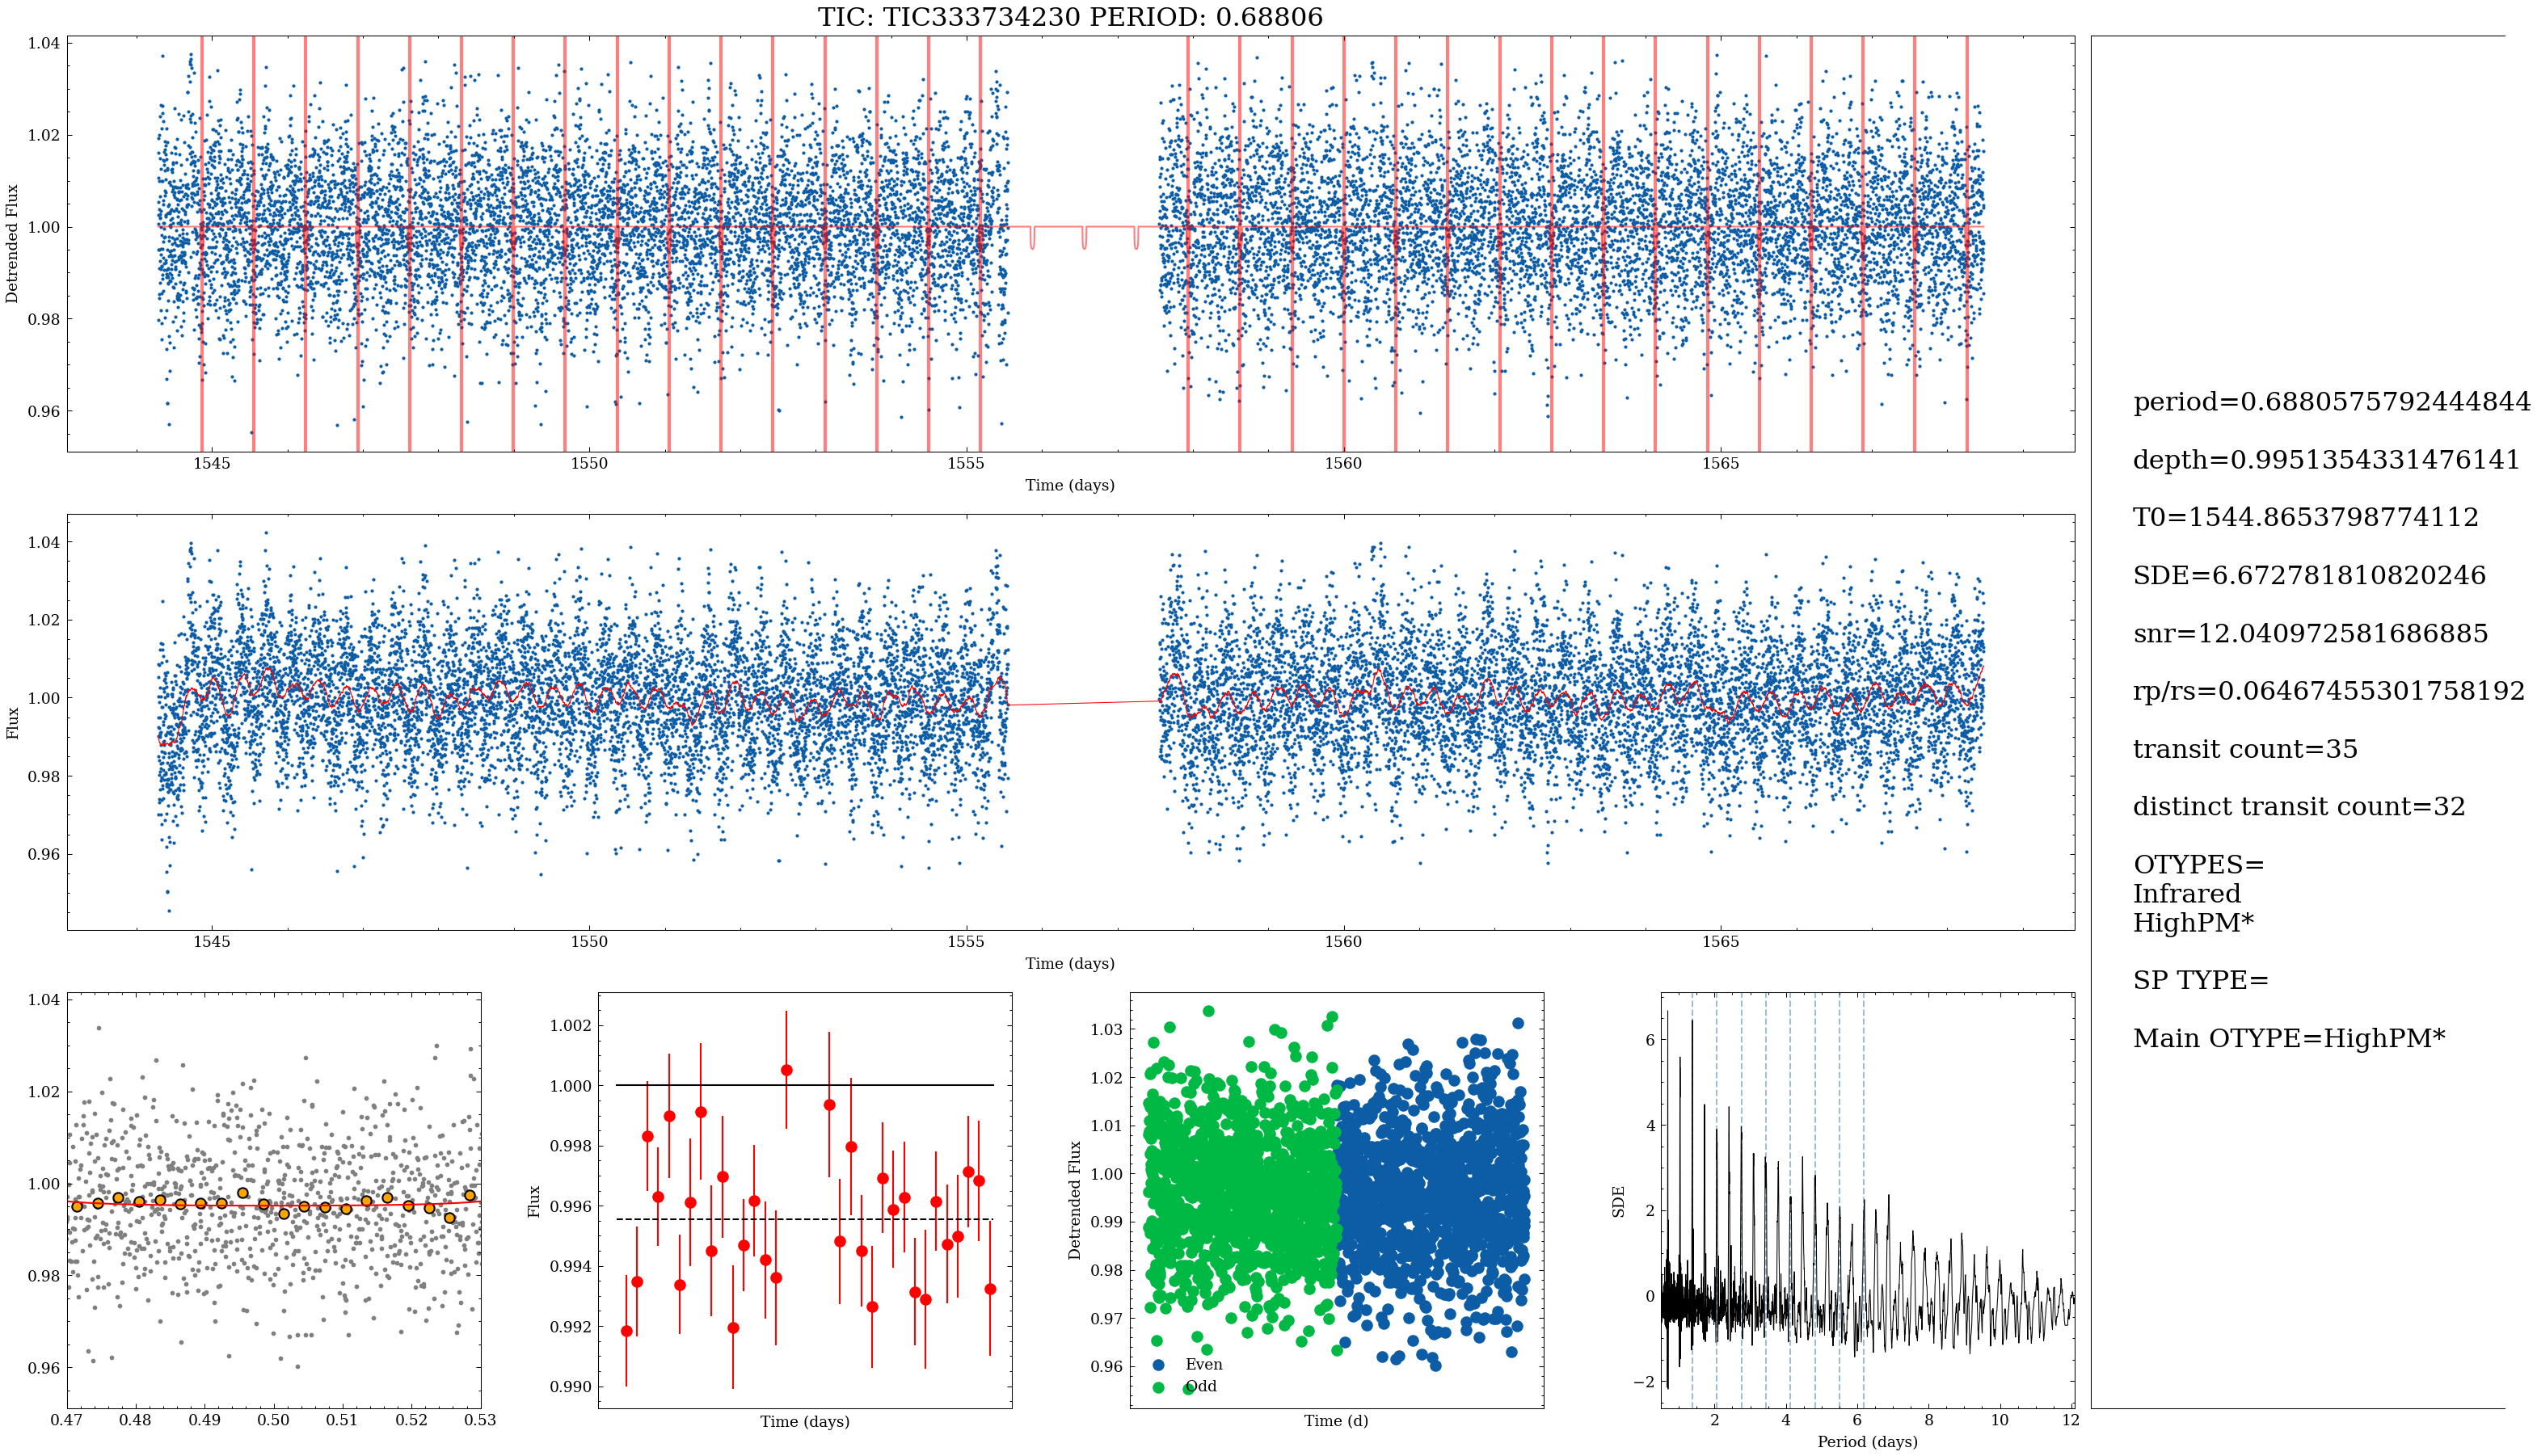 TIC: TIC333734230 PERIOD: 0.68806
1.04
1.02
1.00
0.98
0.96
Detrended Flux
1545
1550
1555
1560
1565
Time (days)
1.04
1.02
1.00
0.98
0.96
Flux
1545
1550
1555
1560
1565
Time (days)
1.04
1.02
1.00
0.98
0.96
0.47
0.48
0.49
0.50
0.51
0.52
0.53
1.002
1.000
0.998
0.996
0.994
0.992
0.990
Flux
Time (days)
1.03
1.02
1.01
1.00
0.99
0.98
0.97
0.96
Detrended Flux
Even
Odd
Time (d)
6
4
2
0
−2
SDE
2
4
6
8
10
12
Period (days)
period=0.6880575792444844
depth=0.9951354331476141
T0=1544.8653798774112
SDE=6.672781810820246
snr=12.040972581686885
rp/rs=0.06467455301758192
transit count=35
distinct transit count=32
OTYPES=
Infrared
HighPM*
SP TYPE=
Main OTYPE=HighPM*